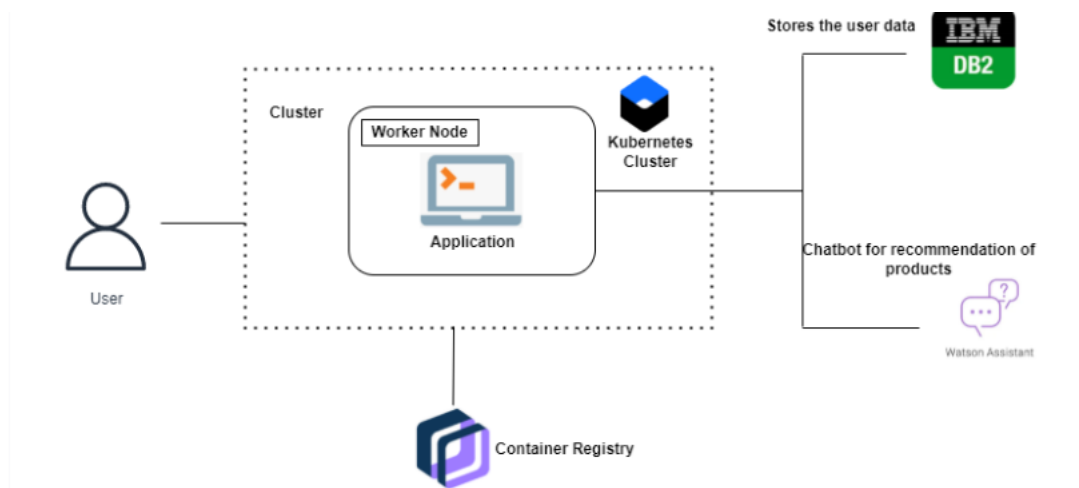 Stores the user data
IBM
DB2
Cluster
Worker Node
Kubernetes
Cluster
Application
User
Chatbot for recommendation of
products
?
Watson Assistant
Container Registry